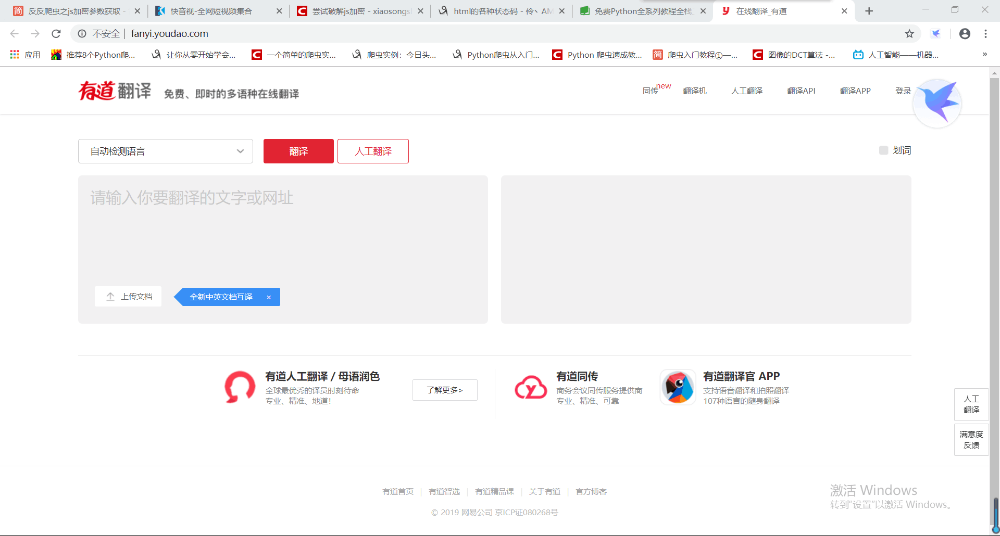 反反爬虫之js加密参数获取 -
快音视-全网短视频集合
尝试破解js加密 - xiaosongsh
html的各种状态码 - 伶丶 AM
免费Python全系列教程全栈
在线翻译_有道
不安全 | fanyi.youdao.com
应用
推荐8个Python爬...
让你从零开始学会...
一个简单的爬虫实...
爬虫实例：今日头...
Python爬虫从入门...
Python 爬虫速成教...
爬虫入门教程①—...
图像的DCT算法 -...
人工智能——机器...
»
有道翻译 免费、即时的多语种在线翻译
同传new
翻译机
人工翻译
翻译API
翻译APP
登录
自动检测语言
翻译
人工翻译
划词
请输入你要翻译的文字或网址
上传文档
全新中英文档互译 ×
有道人工翻译 / 母语润色
全球最优秀的译员时刻待命
专业、精准、地道！
了解更多>
有道同传
商务会议同传服务提供商
专业、精准、可靠
有道翻译官 APP
支持语音翻译和拍照翻译
107种语言的随身翻译
人工
翻译
满意度
反馈
有道首页 | 有道智选 | 有道精品课 | 关于有道 | 官方博客
© 2019 网易公司 京ICP证080268号
激活 Windows
转到“设置”以激活 Windows。